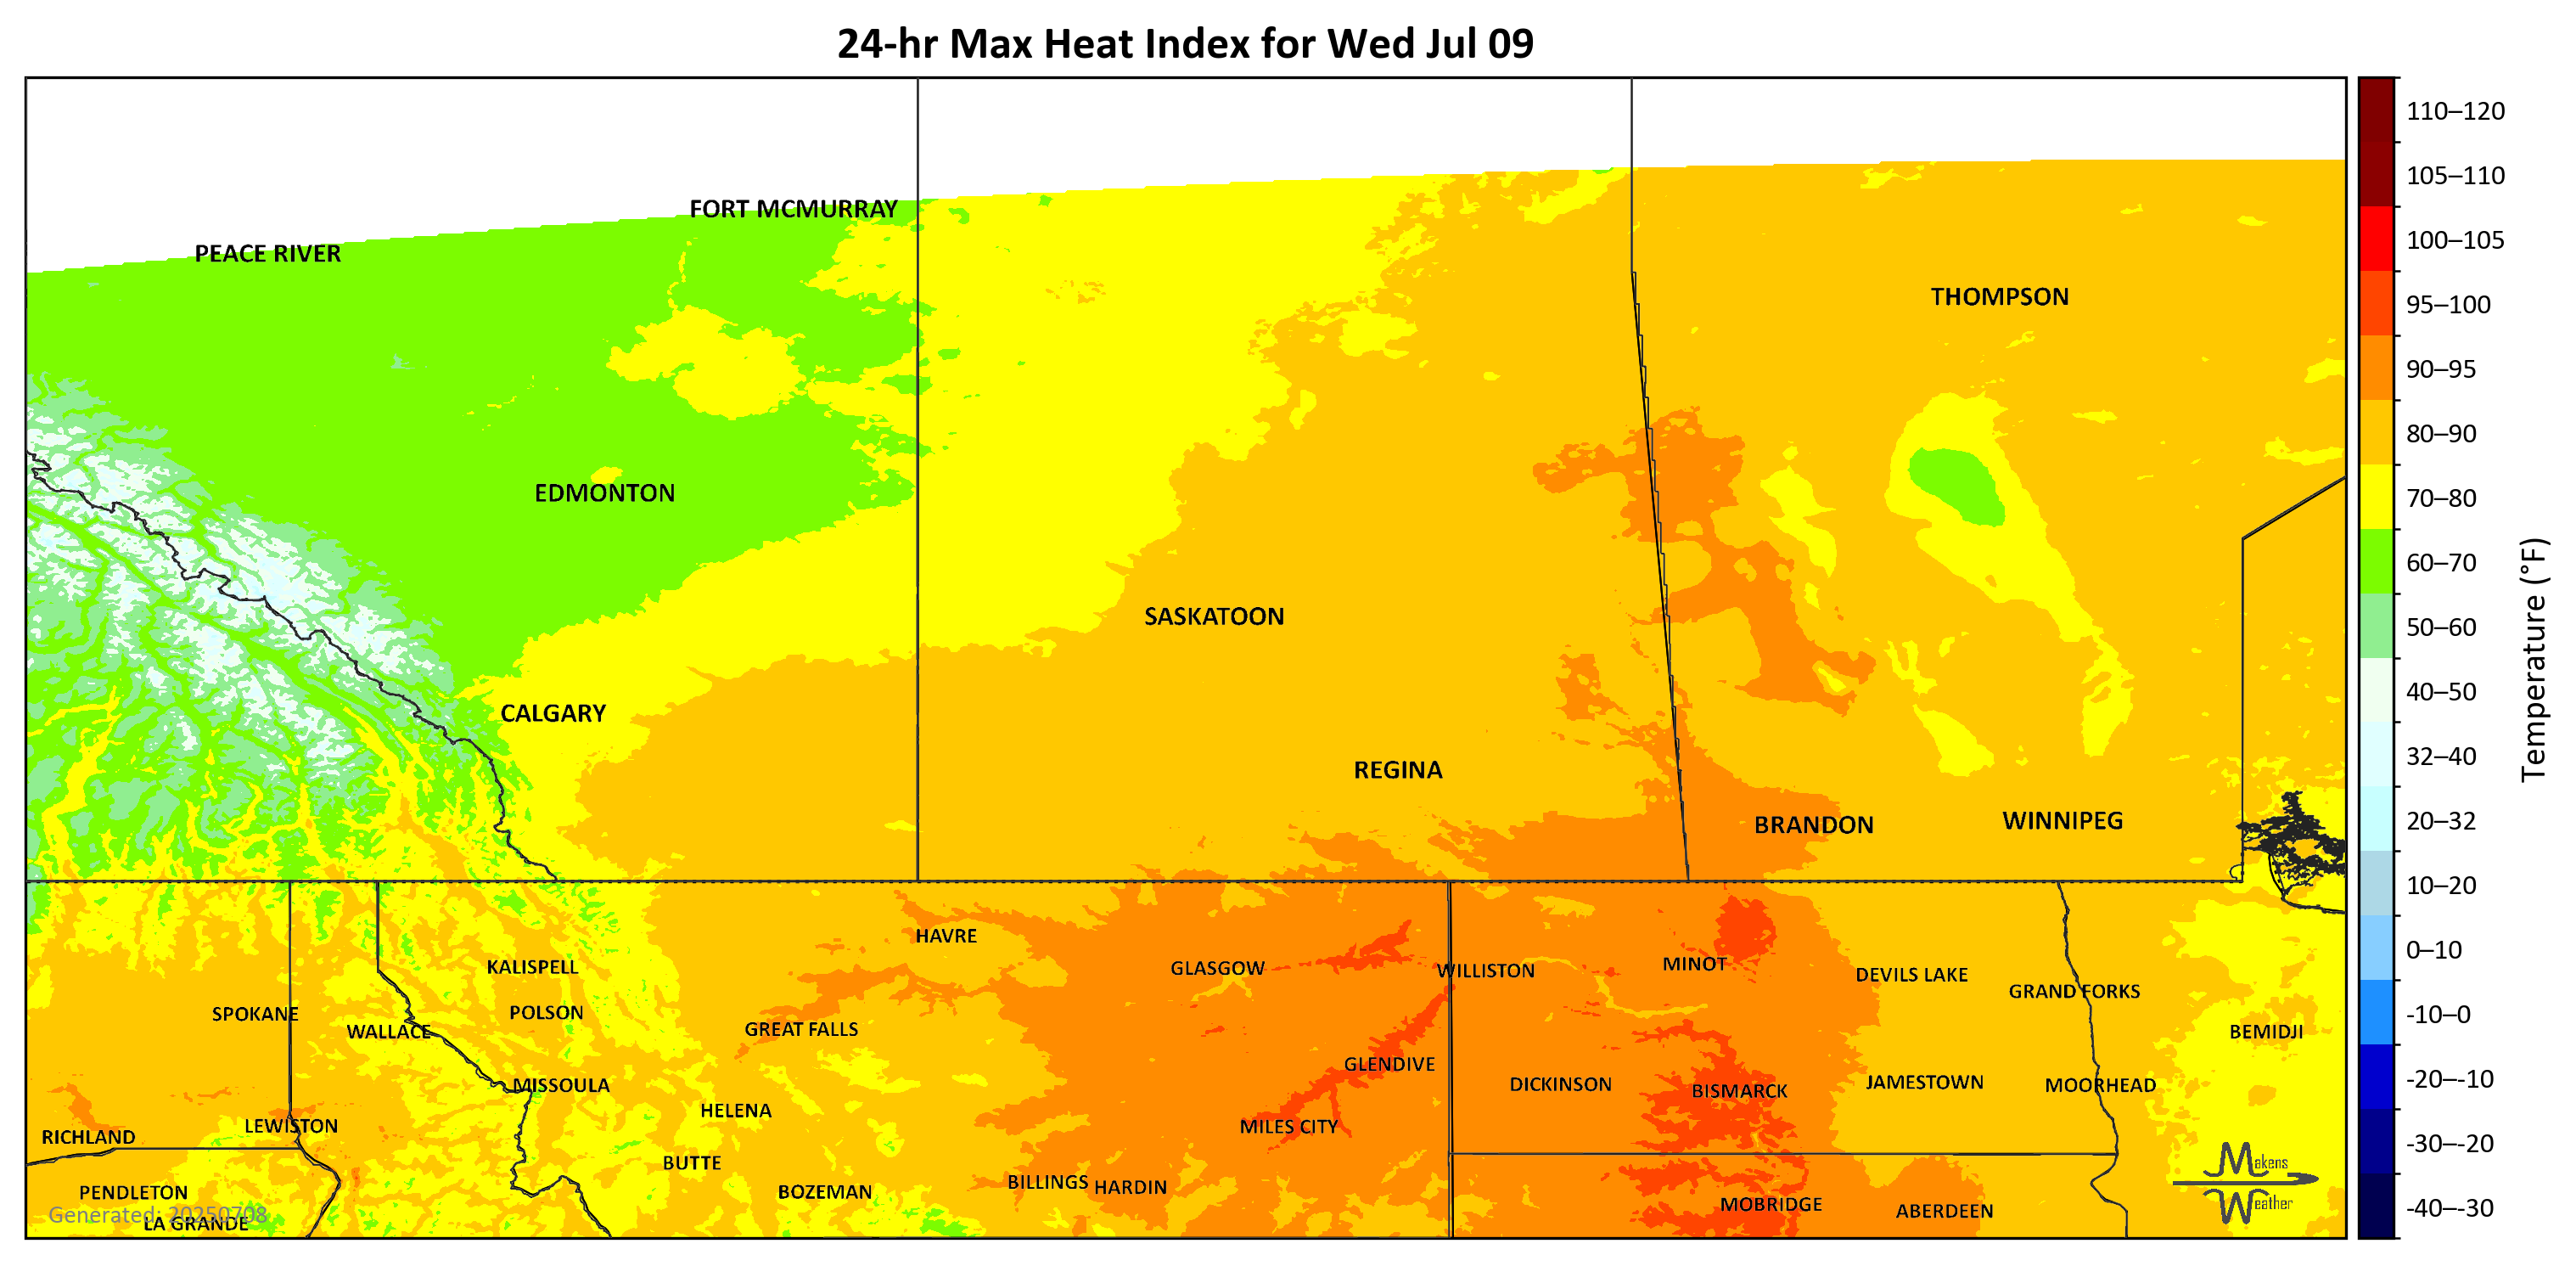 24-hr Max Heat Index for Wed Jul 09
FORT MCMURRAY
PEACE RIVER
THOMPSON
EDMONTON
SASKATOON
CALGARY
REGINA
BRANDON
WINNIPEG
HAVRE
KALISPELL
GLASGOW
WILLISTON
MINOT
DEVILS LAKE
GRAND FORKS
SPOKANE
POLSON
WALLACE
GREAT FALLS
BEMIDJI
GLENDIVE
MISSOULA
DICKINSON
BISMARCK
JAMESTOWN
MOORHEAD
HELENA
LEWISTON
MILES CITY
RICHLAND
BUTTE
BILLINGS
HARDIN
PENDLETON
BOZEMAN
MOBRIDGE
ABERDEEN
Generated: 20250708
LA GRANDE
Makens
Weather
110–120
105–110
100–105
95–100
90–95
80–90
70–80
60–70
50–60
40–50
32–40
20–32
10–20
0–10
-10–0
-20–-10
-30–-20
-40–-30
Temperature (°F)